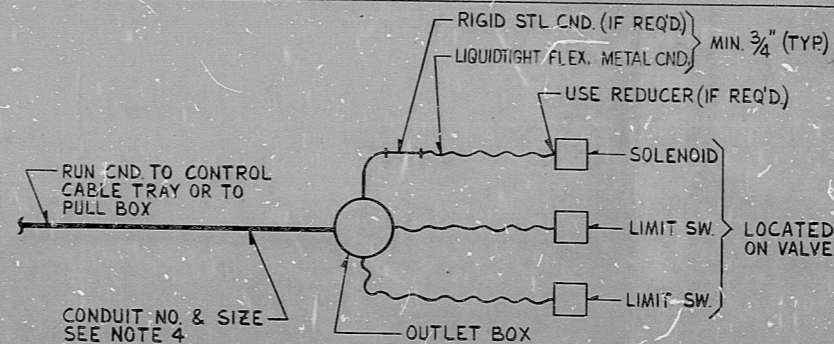 RIGID STL CND. (IF REQ'D.)
LIQUIDTIGHT FLEX. METAL CND.
MIN. 3/4" (TYP.)
USE REDUCER (IF REQ'D.)
RUN CND. TO CONTROL
CABLE TRAY OR TO
PULL BOX
SOLENOID
LIMIT SW.
LOCATED
ON VALVE
LIMIT SW.
CONDUIT NO. & SIZE
SEE NOTE 4
OUTLET BOX